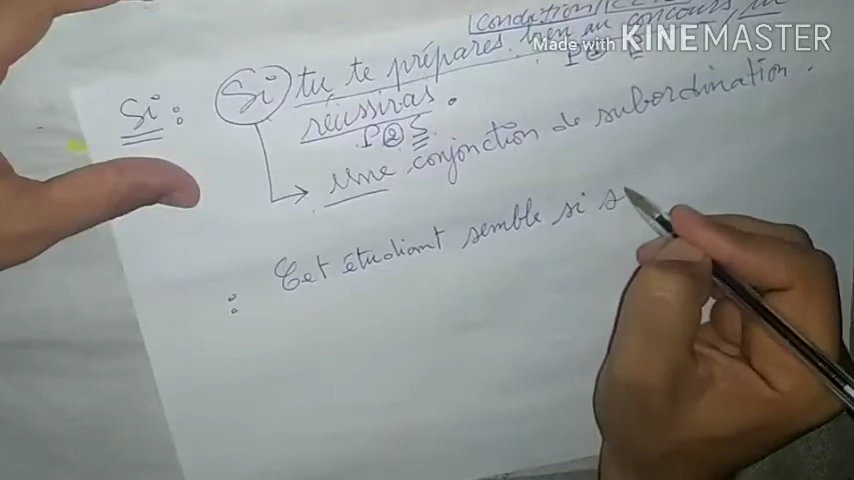 Condition
Si : Si tu te prépares bien au concours, tu
réussiras.
P②S
une conjonction de subordination.
: Cet étudiant semble si s
Made with KINEMASTER